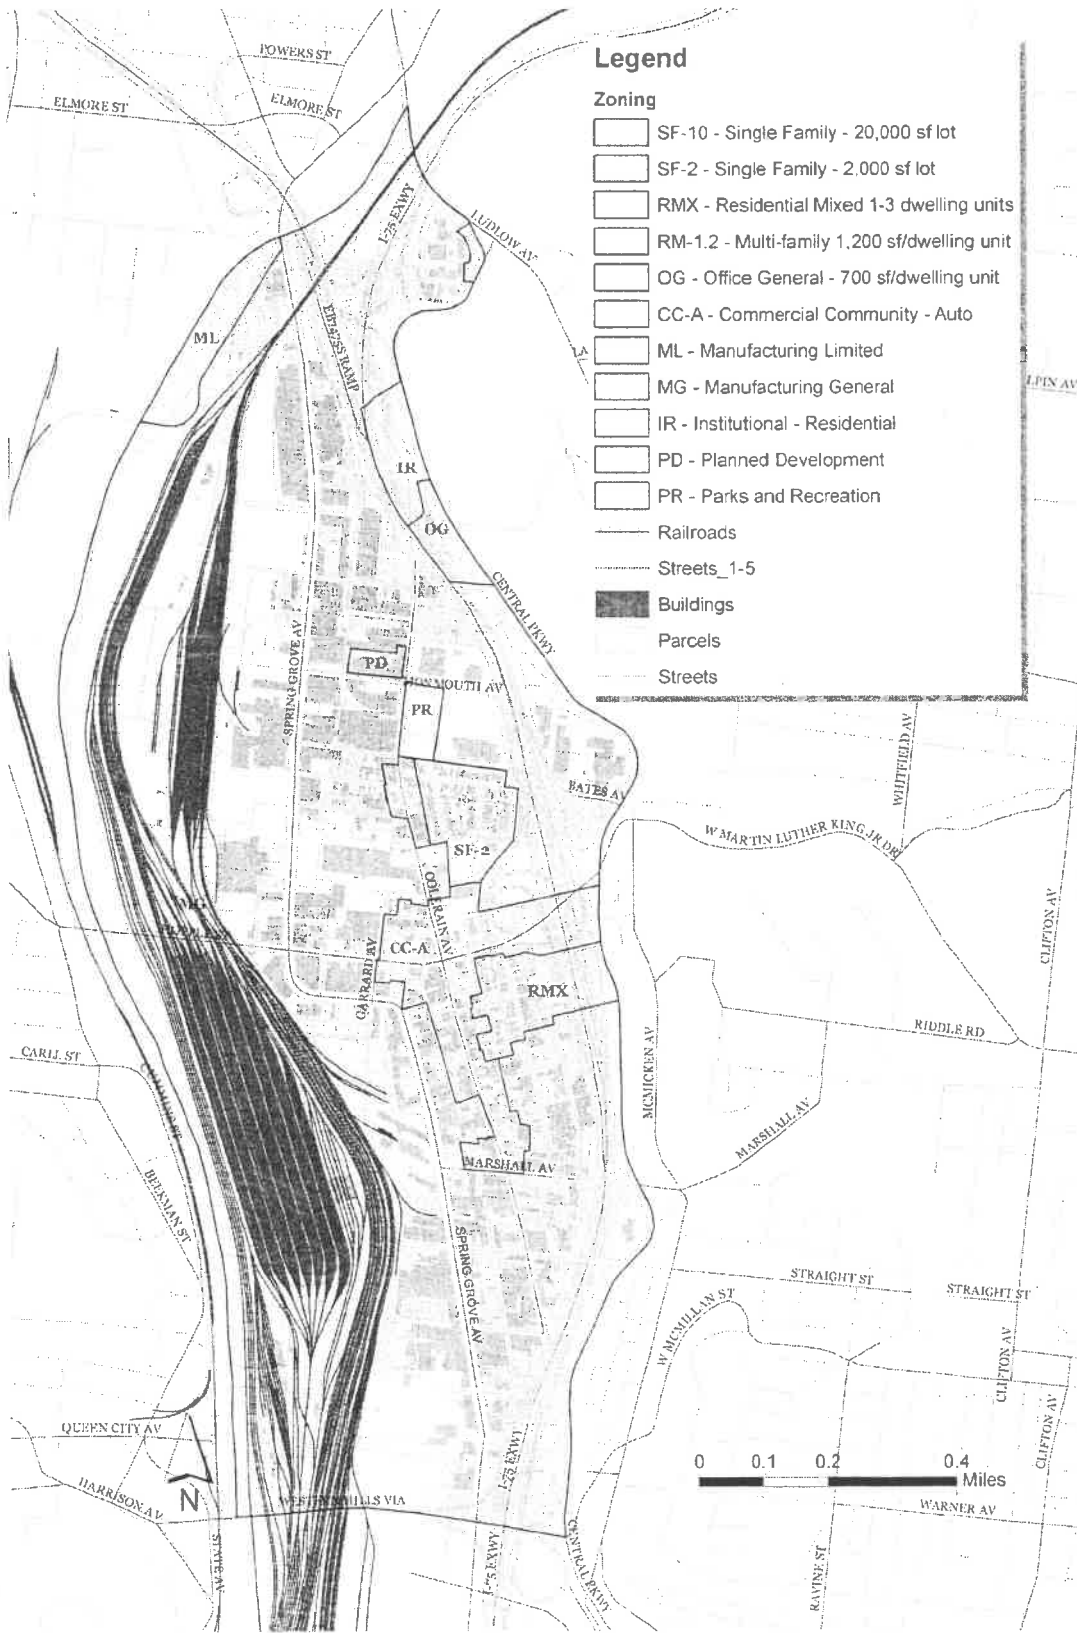 POWERS ST
ELMORE ST
ELMORE ST
Legend
Zoning
SF-10 - Single Family - 20,000 sf lot
SF-2 - Single Family - 2,000 sf lot
RMX - Residential Mixed 1-3 dwelling units
RM-1.2 - Multi-family 1,200 sf/dwelling unit
OG - Office General - 700 sf/dwelling unit
CC-A - Commercial Community - Auto
ML - Manufacturing Limited
MG - Manufacturing General
IR - Institutional - Residential
PD - Planned Development
PR - Parks and Recreation
Railroads
Streets_1-5
Buildings
Parcels
Streets
I-75 EXWY
LUDLOW AV
RAMP
ML
LPIN AV
IR
OG
CENTRAL PKWY
SPRING GROVE AV
PD
MONMOUTH AV
PR
WHITFIELD AV
BATES AV
W MARTIN LUTHER KING JR DR
SF-2
COLERAIN AV
MG
CC-A
GARRARD AV
CLIFTON AV
RMX
RIDDLE RD
CARLL ST
MCMICKEN AV
MARSHALL AV
MARSHALL AV
BEEKMAN ST
SPRING GROVE AV
STRAIGHT ST
STRAIGHT ST
W MCMILLAN ST
CLIFTON AV
CLIFTON AV
QUEEN CITY AV
I-75 EXWY
0 0.1 0.2 0.4
Miles
HARRISON AV
N
WARNER AV
STATE AV
I-75 EXWY
CENTRAL PKWY
RAVINE ST